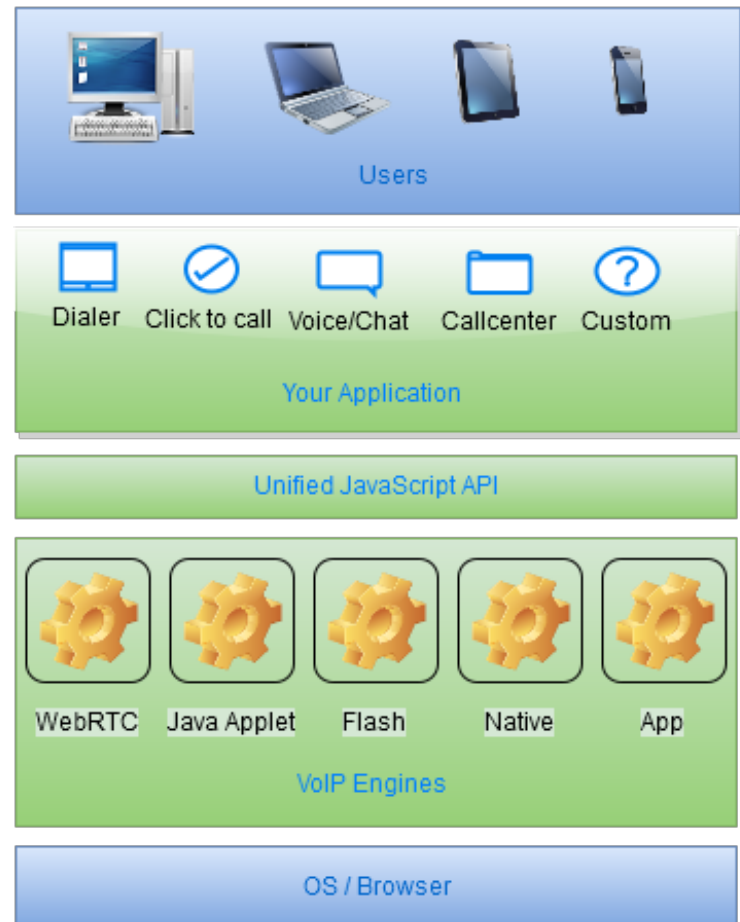 Users
Dialer Click to call Voice/Chat Callcenter Custom
Your Application
Unified JavaScript API
WebRTC Java Applet Flash Native App
VoIP Engines
OS / Browser